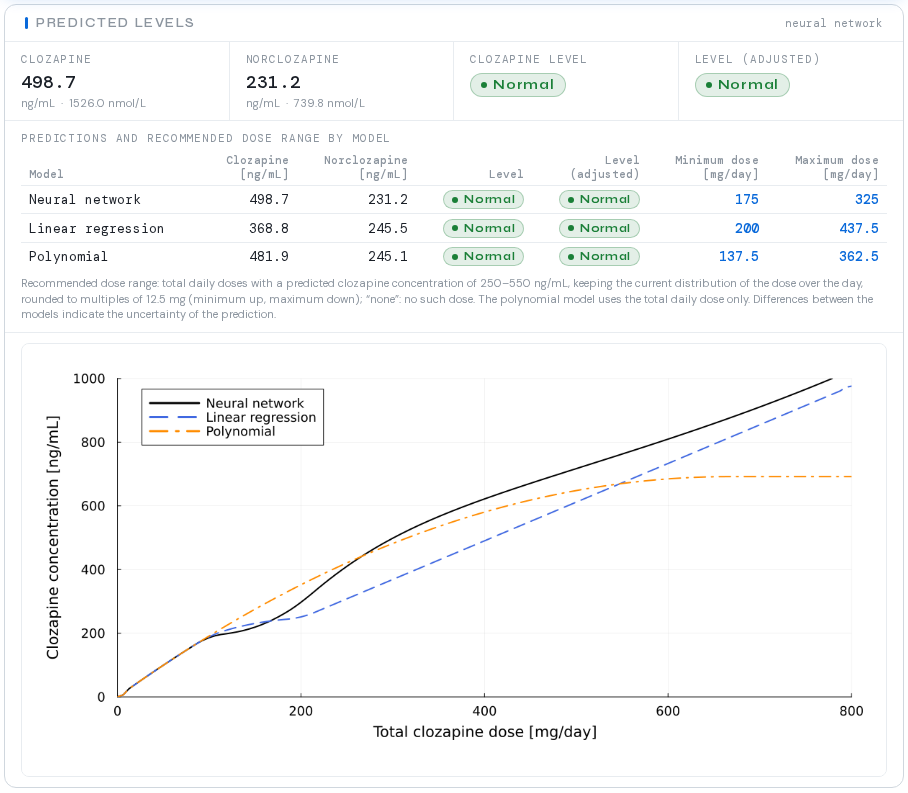 PREDICTED LEVELS
neural network
CLOZAPINE
498.7
ng/mL · 1526.0 nmol/L
NORCLOZAPINE
231.2
ng/mL · 739.8 nmol/L
CLOZAPINE LEVEL
Normal
LEVEL (ADJUSTED)
Normal
PREDICTIONS AND RECOMMENDED DOSE RANGE BY MODEL
Model Clozapine [ng/mL] Norclozapine [ng/mL] Level Level (adjusted) Minimum dose [mg/day] Maximum dose [mg/day]
Neural network 498.7 231.2 Normal Normal 175 325
Linear regression 368.8 245.5 Normal Normal 200 437.5
Polynomial 481.9 245.1 Normal Normal 137.5 362.5
Recommended dose range: total daily doses with a predicted clozapine concentration of 250–550 ng/mL, keeping the current distribution of the dose over the day,
rounded to multiples of 12.5 mg (minimum up, maximum down); “none”: no such dose. The polynomial model uses the total daily dose only. Differences between the
models indicate the uncertainty of the prediction.
Neural network
Linear regression
Polynomial
Clozapine concentration [ng/mL]
1000
800
600
400
200
0
0 200 400 600 800
Total clozapine dose [mg/day]